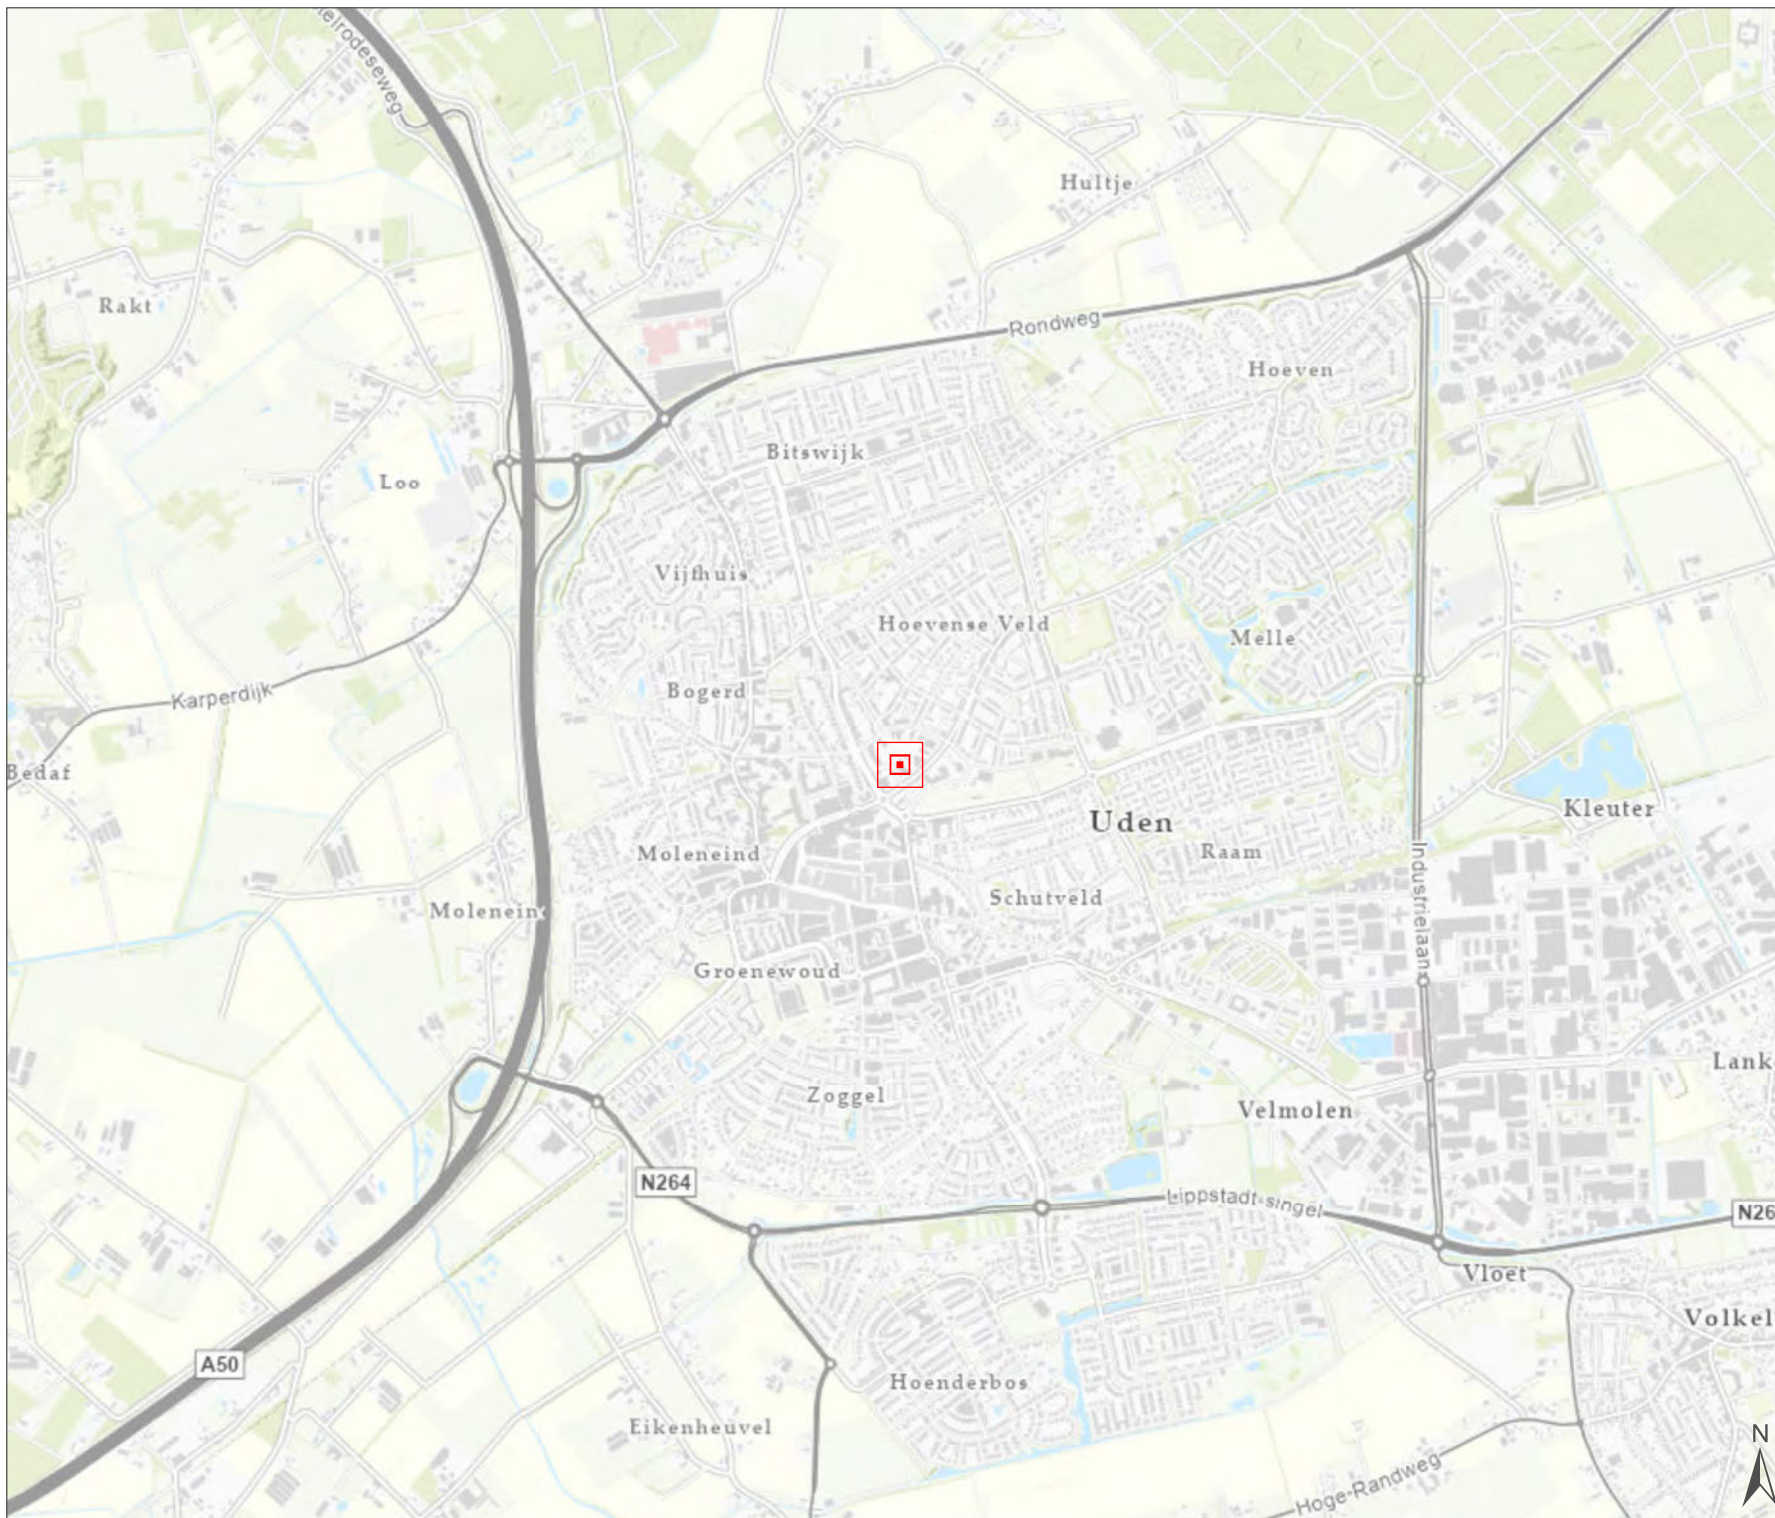 elrodeseweg
Hultje
Rakt
Rondweg
Hoeven
Bitswijk
Loo
Vijfhuis
Hoevense Veld
Melle
Bogerd
Karperdijk
Bedaf
Kleuter
Uden
Moleneind
Raam
Industrielaan
Schutveld
Molenein
Groenewoud
Lank
Zoggel
Velmolen
N264
Lippstadt-singel
N26
Vloet
Volkel
A50
Hoenderbos
Eikenheuvel
N
Hoge-Randweg